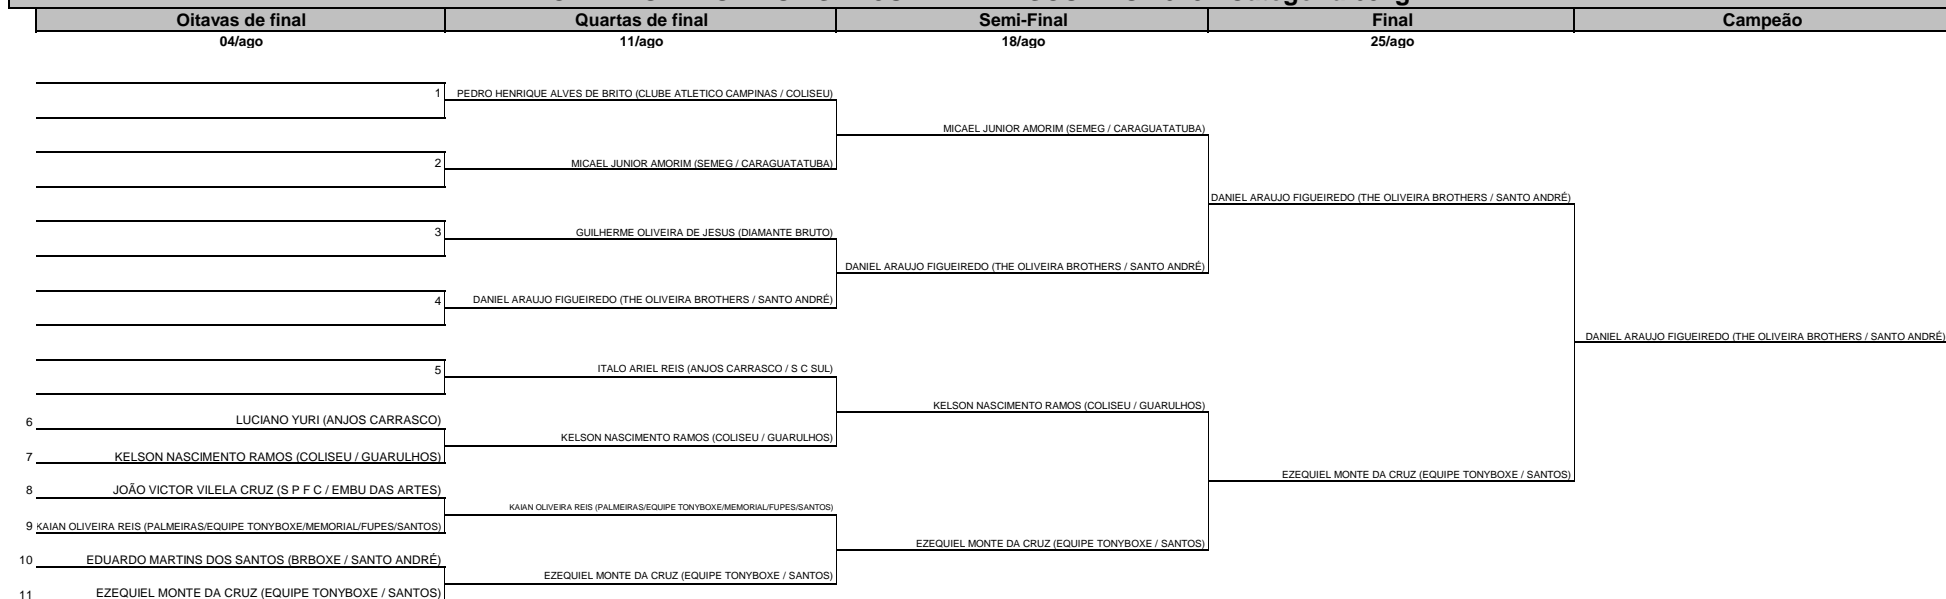 Oitavas de final Quartas de final Semi-Final Final Campeão
04/ago 11/ago 18/ago 25/ago
1 PEDRO HENRIQUE ALVES DE BRITO (CLUBE ATLETICO CAMPINAS / COLISEU)
MICAEL JUNIOR AMORIM (SEMEG / CARAGUATATUBA)
2 MICAEL JUNIOR AMORIM (SEMEG / CARAGUATATUBA)
DANIEL ARAUJO FIGUEIREDO (THE OLIVEIRA BROTHERS / SANTO ANDRÉ)
3 GUILHERME OLIVEIRA DE JESUS (DIAMANTE BRUTO)
DANIEL ARAUJO FIGUEIREDO (THE OLIVEIRA BROTHERS / SANTO ANDRÉ)
4 DANIEL ARAUJO FIGUEIREDO (THE OLIVEIRA BROTHERS / SANTO ANDRÉ)
DANIEL ARAUJO FIGUEIREDO (THE OLIVEIRA BROTHERS / SANTO ANDRÉ)
5 ITALO ARIEL REIS (ANJOS CARRASCO / S C SUL)
KELSON NASCIMENTO RAMOS (COLISEU / GUARULHOS)
6 LUCIANO YURI (ANJOS CARRASCO)
KELSON NASCIMENTO RAMOS (COLISEU / GUARULHOS)
7 KELSON NASCIMENTO RAMOS (COLISEU / GUARULHOS)
EZEQUIEL MONTE DA CRUZ (EQUIPE TONYBOXE / SANTOS)
8 JOÃO VICTOR VILELA CRUZ (S P F C / EMBU DAS ARTES)
KAIAN OLIVEIRA REIS (PALMEIRAS/EQUIPE TONYBOXE/MEMORIAL/FUPES/SANTOS)
9 KAIAN OLIVEIRA REIS (PALMEIRAS/EQUIPE TONYBOXE/MEMORIAL/FUPES/SANTOS)
EZEQUIEL MONTE DA CRUZ (EQUIPE TONYBOXE / SANTOS)
10 EDUARDO MARTINS DOS SANTOS (BRBOXE / SANTO ANDRÉ)
EZEQUIEL MONTE DA CRUZ (EQUIPE TONYBOXE / SANTOS)
11 EZEQUIEL MONTE DA CRUZ (EQUIPE TONYBOXE / SANTOS)